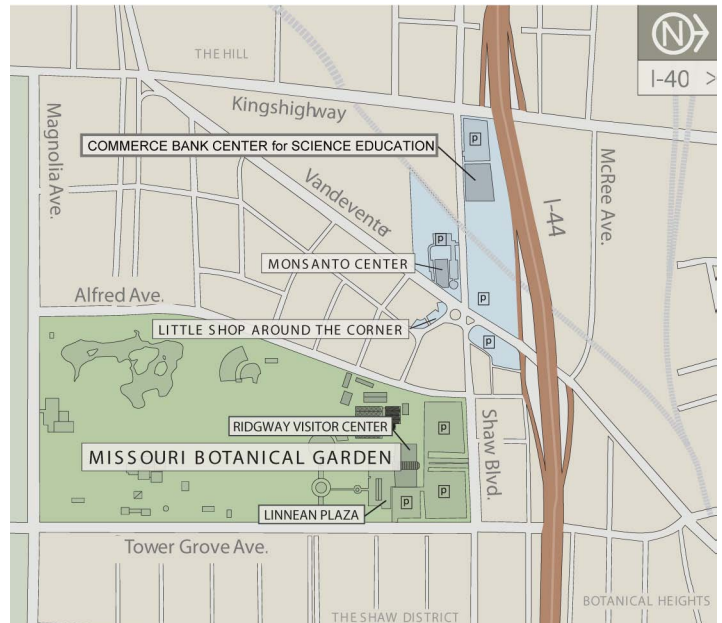 N
I-40 >
THE HILL
Kingshighway
Magnolia Ave.
P
COMMERCE BANK CENTER for SCIENCE EDUCATION
McRee Ave.
Vandeventer
I-44
P
MONSANTO CENTER
Alfred Ave.
P
LITTLE SHOP AROUND THE CORNER
P
RIDGWAY VISITOR CENTER
P
Shaw Blvd.
MISSOURI BOTANICAL GARDEN
P
P
LINNEAN PLAZA
Tower Grove Ave.
BOTANICAL HEIGHTS
THE SHAW DISTRICT